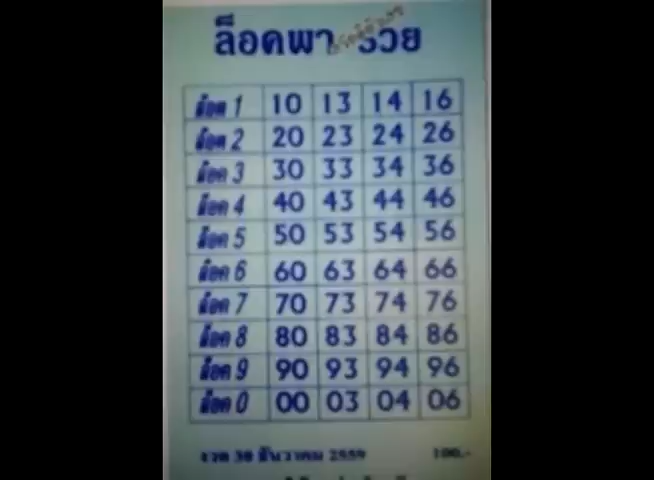 ล็อคพารวย
ล็อค 1 10 13 14 16
ล็อค 2 20 23 24 26
ล็อค 3 30 33 34 36
ล็อค 4 40 43 44 46
ล็อค 5 50 53 54 56
ล็อค 6 60 63 64 66
ล็อค 7 70 73 74 76
ล็อค 8 80 83 84 86
ล็อค 9 90 93 94 96
ล็อค 0 00 03 04 06
งวด 30 ธันวาคม 2559 100.-